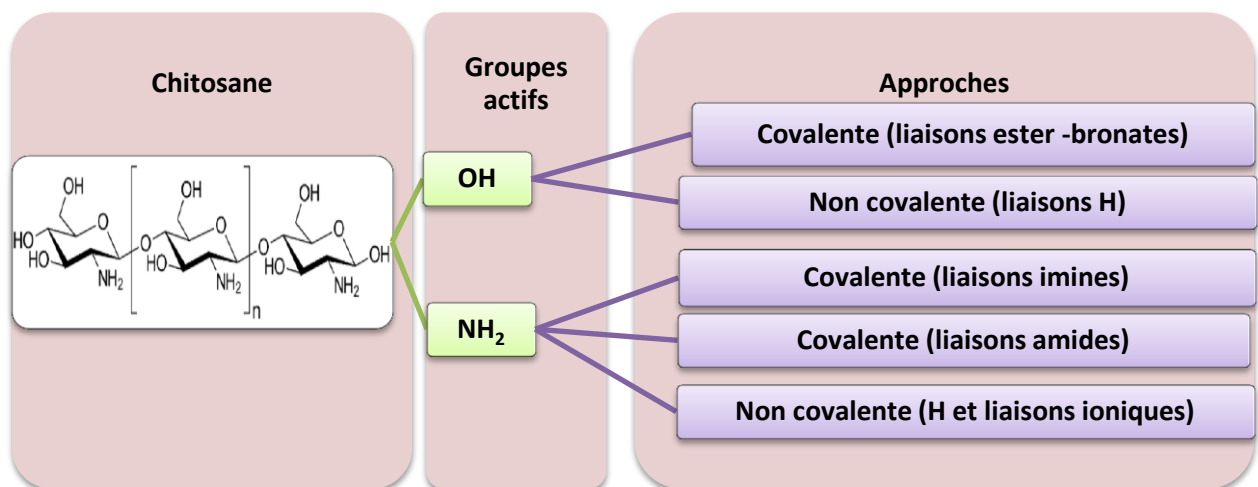 Chitosane
Groupes
actifs
Approches
OH
OH
OH
O
O
O
HO
HO
NH2
O
HO
NH2
n
O
HO
NH2
OH
OH
NH2
Covalente (liaisons ester -bronates)
Non covalente (liaisons H)
Covalente (liaisons imines)
Covalente (liaisons amides)
Non covalente (H et liaisons ioniques)